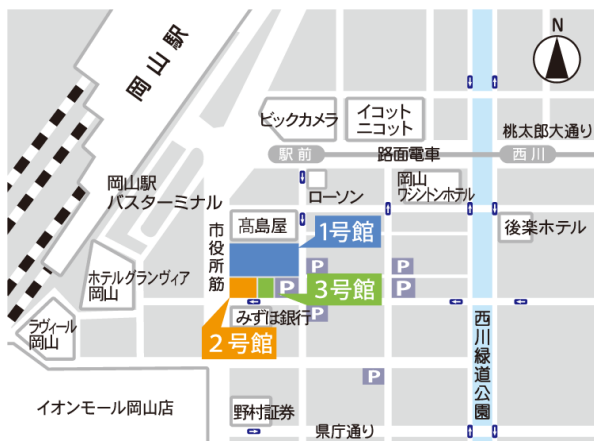 N
岡山駅
ビックカメラ
イコット
ニコット
桃太郎大通り
駅前
路面電車
西川
岡山駅
バスターミナル
ローソン
岡山
ワシントンホテル
市役所筋
髙島屋
1号館
後楽ホテル
P
P
ホテルグランヴィア
岡山
P
3号館
P
ラヴィール
岡山
みずほ銀行
P
2号館
西川緑道公園
P
イオンモール岡山店
野村証券
県庁通り